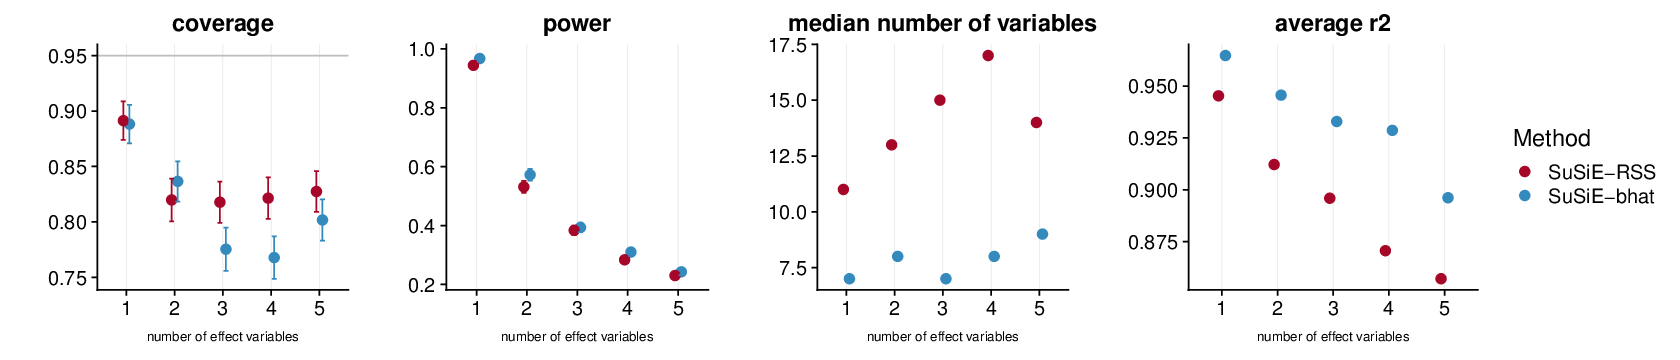 coverage
0.95
0.90
0.85
0.80
0.75
1 2 3 4 5
number of effect variables
power
1.0
0.8
0.6
0.4
0.2
1 2 3 4 5
number of effect variables
median number of variables
17.5
15.0
12.5
10.0
7.5
1 2 3 4 5
number of effect variables
average r2
0.950
0.925
0.900
0.875
1 2 3 4 5
number of effect variables
Method
SuSiE−RSS
SuSiE−bhat